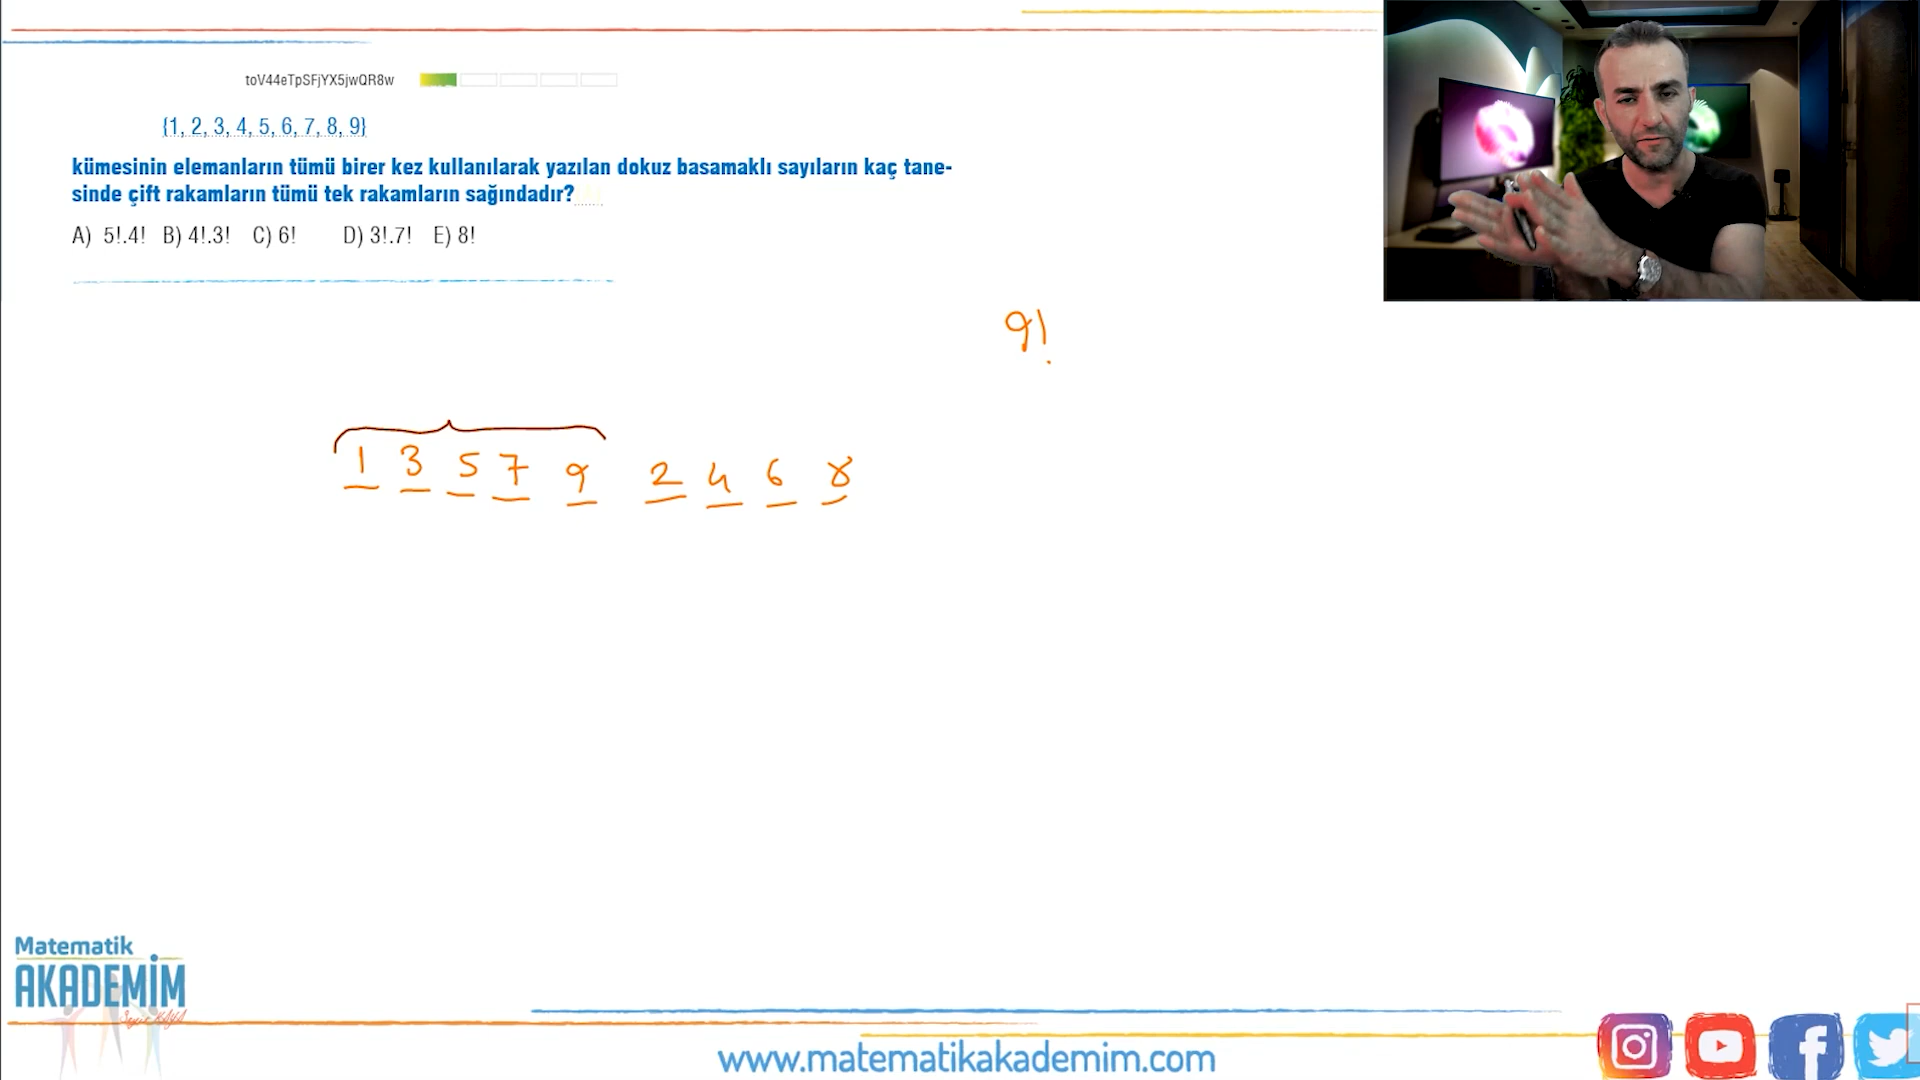 toV44eTpSFjYX5jwQR8w
{1, 2, 3, 4, 5, 6, 7, 8, 9}
kümesinin elemanların tümü birer kez kullanılarak yazılan dokuz basamaklı sayıların kaç tane-
sinde çift rakamların tümü tek rakamların sağındadır?
A) 5!.4! B) 4!.3! C) 6! D) 3!.7! E) 8!
9!
1 3 5 7 9 2 4 6 8
Matematik
AKADEMİM
www.matematikakademim.com